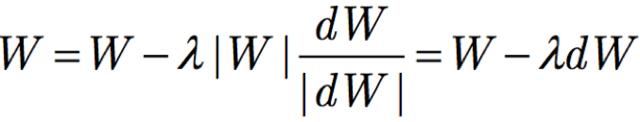 W = W − λ|W| dW/|dW| = W − λdW